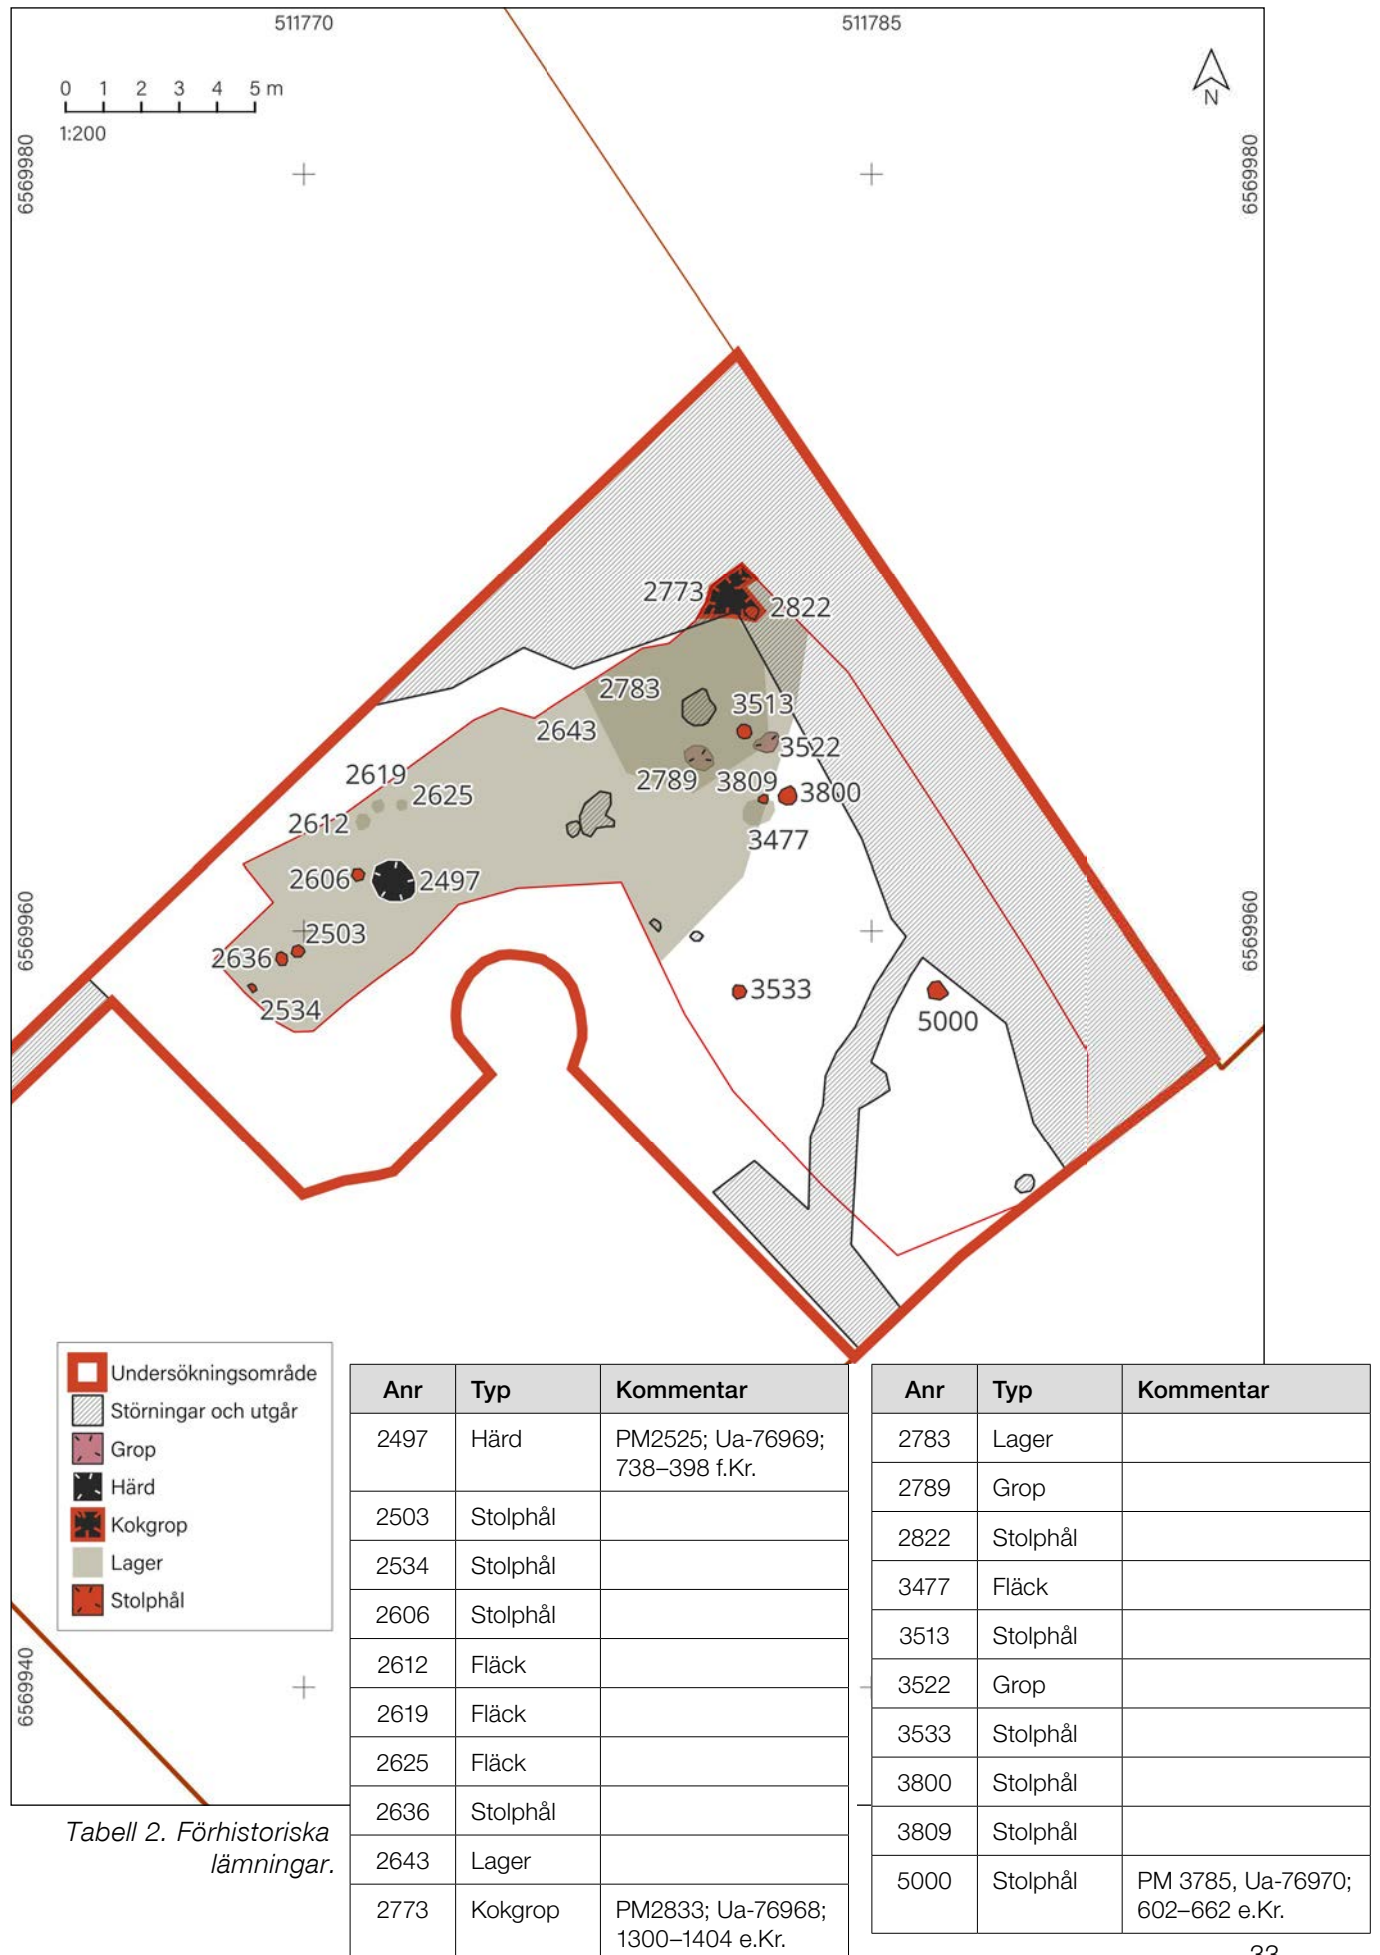 511770
511785
0 1 2 3 4 5 m
1:200
N
6569980
6569980
2773
2822
2783
3513
2643
3522
2619
2789
3809
3800
2625
2612
3477
2606
2497
6569960
6569960
2503
2636
3533
2534
5000
Undersökningsområde
Störningar och utgår
Grop
Härd
Kokgrop
Lager
Stolphål
6569940
Tabell 2. Förhistoriska
lämningar.
Anr Typ Kommentar
2497 Härd PM2525; Ua-76969;
738–398 f.Kr.
2503 Stolphål
2534 Stolphål
2606 Stolphål
2612 Fläck
2619 Fläck
2625 Fläck
2636 Stolphål
2643 Lager
2773 Kokgrop PM2833; Ua-76968;
1300–1404 e.Kr.
Anr Typ Kommentar
2783 Lager
2789 Grop
2822 Stolphål
3477 Fläck
3513 Stolphål
3522 Grop
3533 Stolphål
3800 Stolphål
3809 Stolphål
5000 Stolphål PM 3785, Ua-76970;
602–662 e.Kr.
33